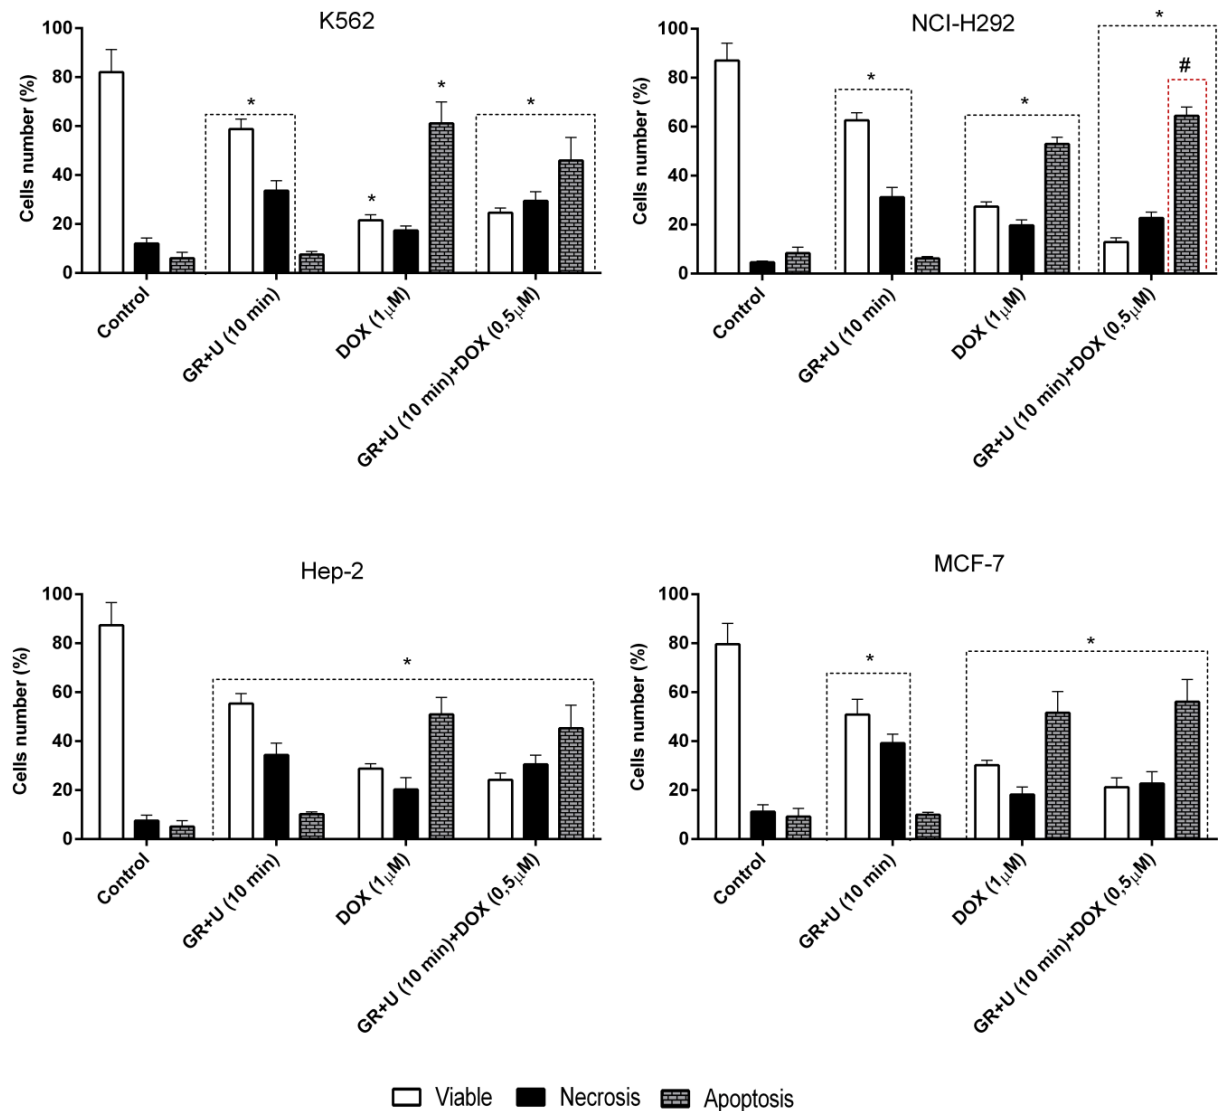 K562
Cells number (%)
100
80
60
40
20
0
*
*
*
*
Control
GR+U (10 min)
DOX (1µM)
GR+U (10 min)+DOX (0,5µM)
NCI-H292
Cells number (%)
100
80
60
40
20
0
*
*
*
#
Control
GR+U (10 min)
DOX (1µM)
GR+U (10 min)+DOX (0,5µM)
Hep-2
Cells number (%)
100
80
60
40
20
0
*
Control
GR+U (10 min)
DOX (1µM)
GR+U (10 min)+DOX (0,5µM)
MCF-7
Cells number (%)
100
80
60
40
20
0
*
*
Control
GR+U (10 min)
DOX (1µM)
GR+U (10 min)+DOX (0,5µM)
Viable Necrosis Apoptosis